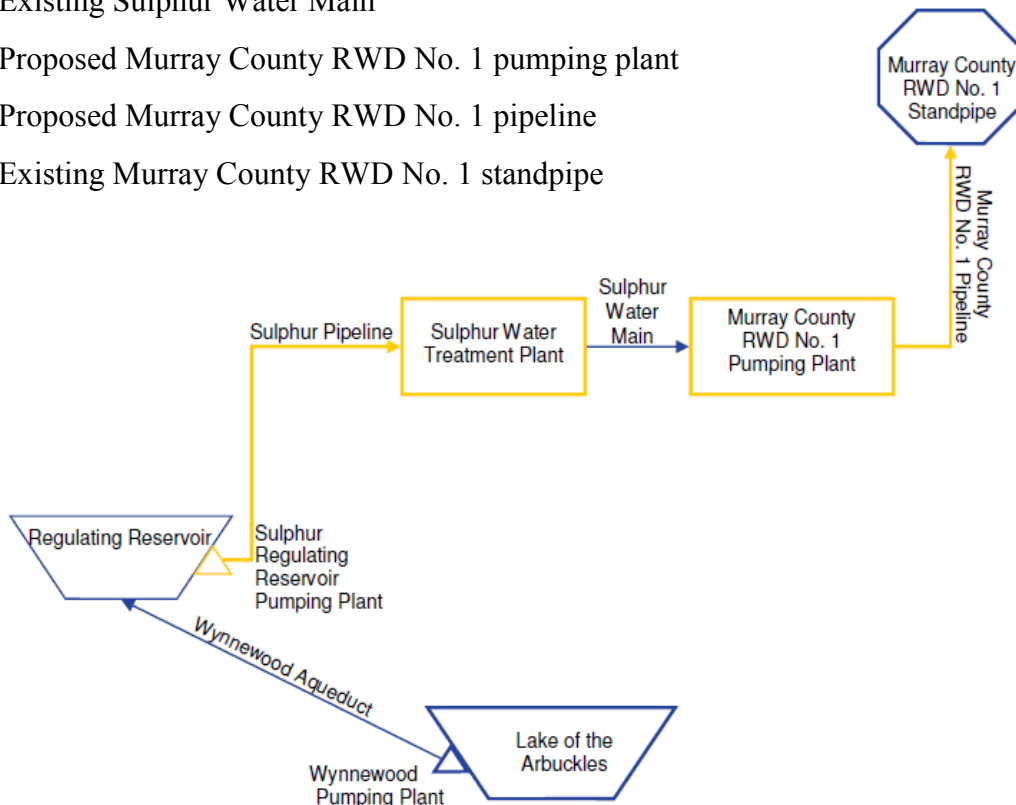 Existing Sulphur Water Main
Proposed Murray County RWD No. 1 pumping plant
Proposed Murray County RWD No. 1 pipeline
Existing Murray County RWD No. 1 standpipe
Murray County
RWD No. 1
Standpipe
Murray County
RWD No. 1 Pipeline
Sulphur
Water
Main
Murray County
RWD No. 1
Pumping Plant
Sulphur Pipeline
Sulphur Water
Treatment Plant
Regulating Reservoir
Sulphur
Regulating
Reservoir
Pumping Plant
Wynnewood Aqueduct
Lake of the
Arbuckles
Wynnewood
Pumping Plant